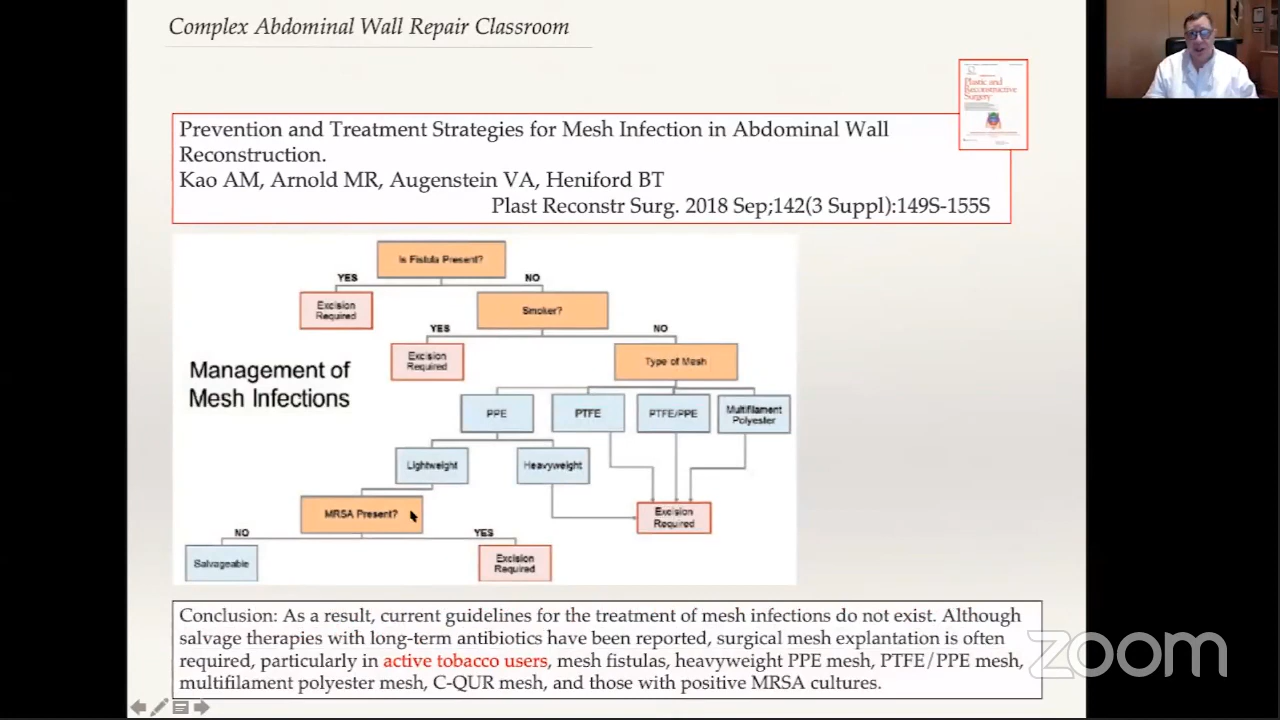 Complex Abdominal Wall Repair Classroom
Plastic and
Reconstructive
Surgery
Prevention and Treatment Strategies for Mesh Infection in Abdominal Wall
Reconstruction.
Kao AM, Arnold MR, Augenstein VA, Heniford BT
Plast Reconstr Surg. 2018 Sep;142(3 Suppl):149S-155S
Is Fistula Present?
YES
NO
Excision
Required
Smoker?
YES
NO
Excision
Required
Type of Mesh
Management of
Mesh Infections
PPE
PTFE
PTFE/PPE
Multifilament
Polyester
Lightweight
Heavyweight
MRSA Present?
Excision
Required
NO
YES
Salvageable
Excision
Required
Conclusion: As a result, current guidelines for the treatment of mesh infections do not exist. Although
salvage therapies with long-term antibiotics have been reported, surgical mesh explantation is often
required, particularly in active tobacco users, mesh fistulas, heavyweight PPE mesh, PTFE/PPE mesh,
multifilament polyester mesh, C-QUR mesh, and those with positive MRSA cultures.
zoom